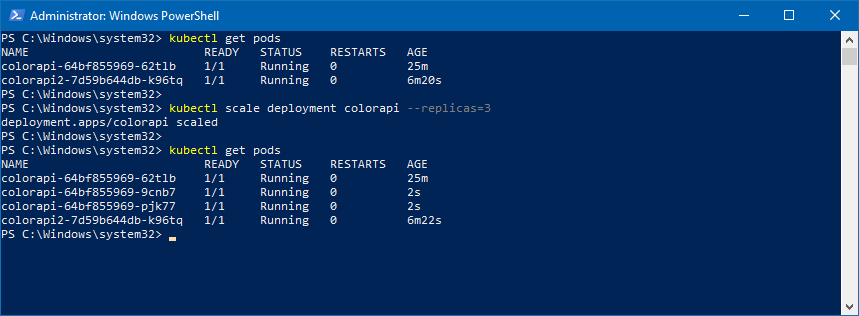 Administrator: Windows PowerShell
PS C:\Windows\system32> kubectl get pods
NAME                        READY   STATUS    RESTARTS   AGE
colorapi-64bf855969-62tlb   1/1     Running   0          25m
colorapi2-7d59b644db-k96tq  1/1     Running   0          6m20s
PS C:\Windows\system32>
PS C:\Windows\system32> kubectl scale deployment colorapi --replicas=3
deployment.apps/colorapi scaled
PS C:\Windows\system32>
PS C:\Windows\system32> kubectl get pods
NAME                        READY   STATUS    RESTARTS   AGE
colorapi-64bf855969-62tlb   1/1     Running   0          25m
colorapi-64bf855969-9cnb7   1/1     Running   0          2s
colorapi-64bf855969-pjk77   1/1     Running   0          2s
colorapi2-7d59b644db-k96tq  1/1     Running   0          6m22s
PS C:\Windows\system32>